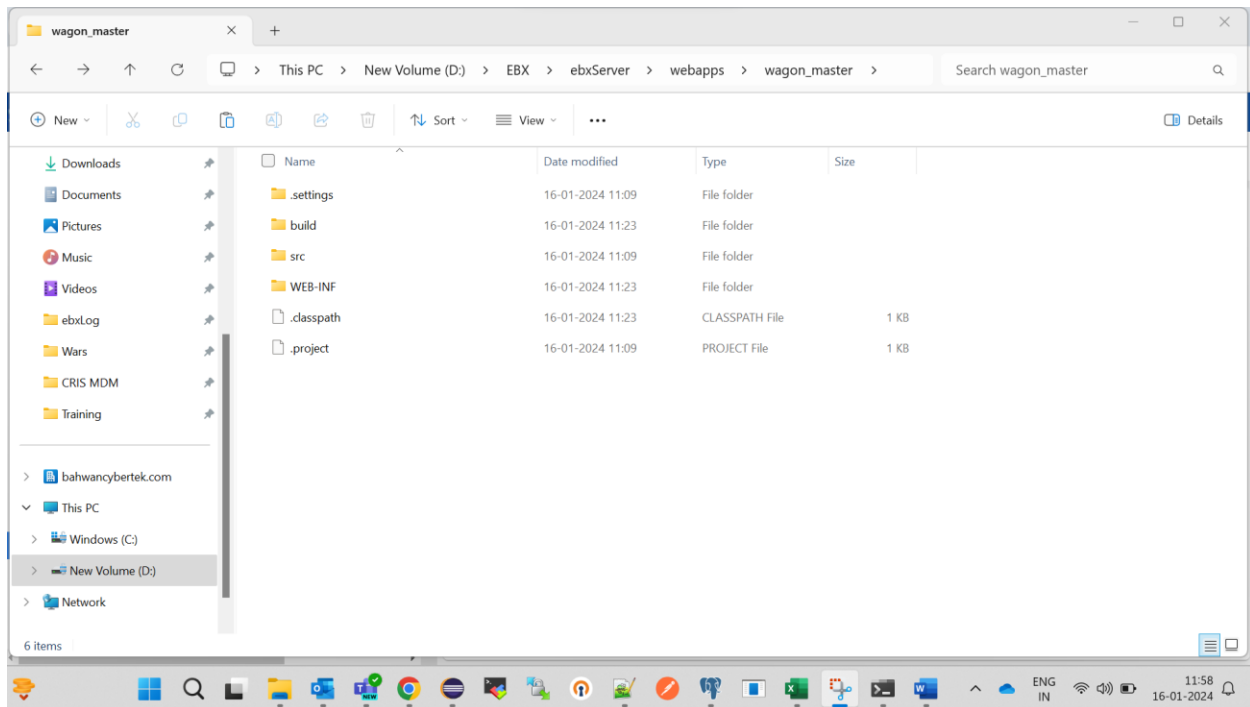 wagon_master
This PC > New Volume (D:) > EBX > ebxServer > webapps > wagon_master >
Search wagon_master
New
Sort
View
Details
Downloads
Documents
Pictures
Music
Videos
ebxLog
Wars
CRIS MDM
Training
bahwancybertek.com
This PC
Windows (C:)
New Volume (D:)
Network
Name Date modified Type Size
.settings 16-01-2024 11:09 File folder
build 16-01-2024 11:23 File folder
src 16-01-2024 11:09 File folder
WEB-INF 16-01-2024 11:23 File folder
.classpath 16-01-2024 11:23 CLASSPATH File 1 KB
.project 16-01-2024 11:09 PROJECT File 1 KB
6 items
NEW
ENG
IN
11:58
16-01-2024